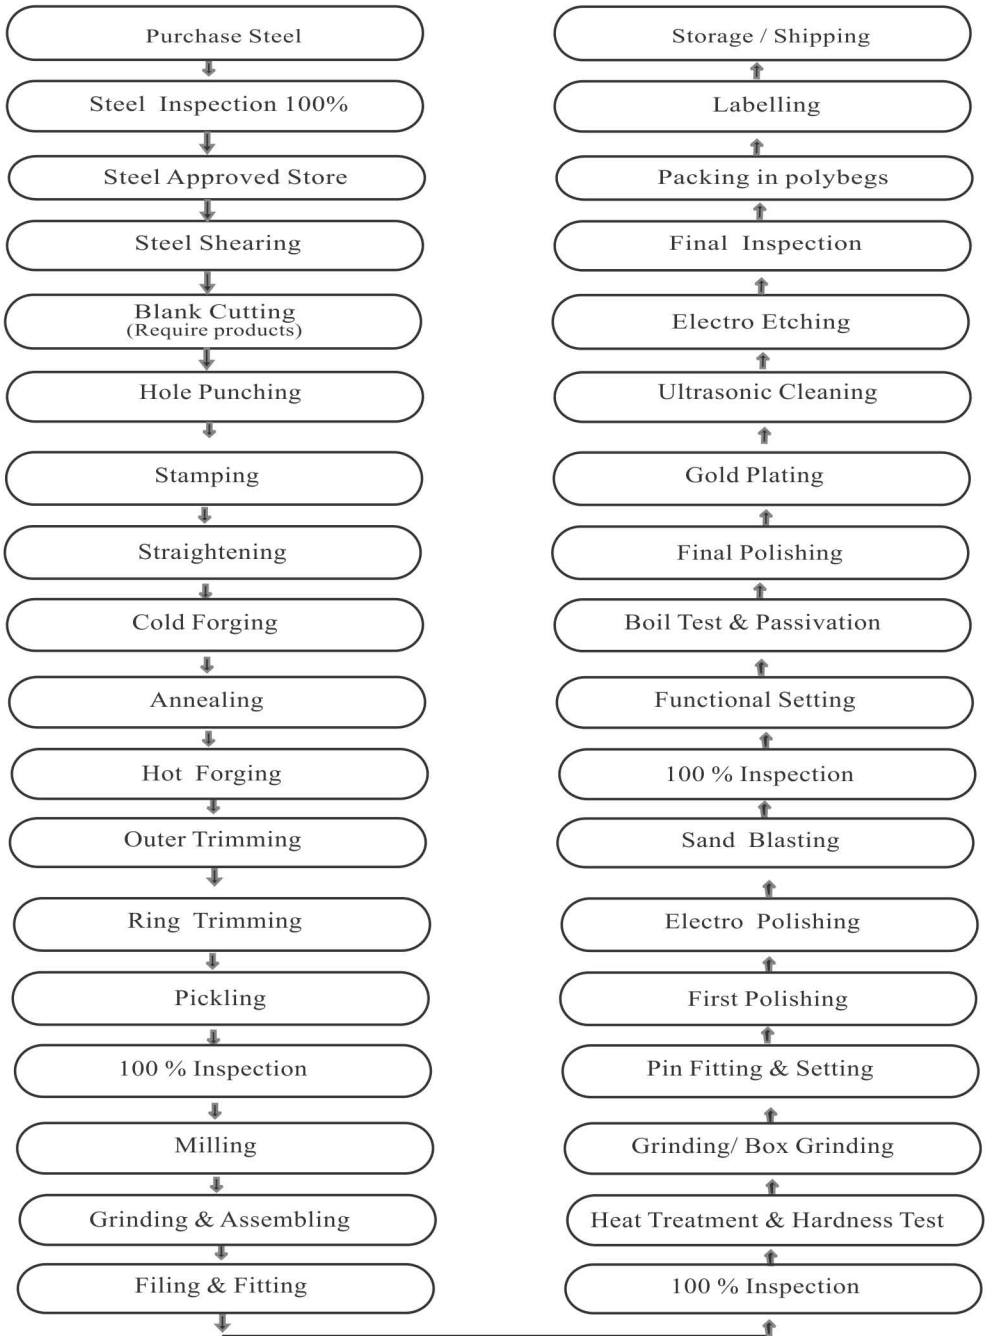 Purchase Steel
Steel Inspection 100%
Steel Approved Store
Steel Shearing
Blank Cutting
(Require products)
Hole Punching
Stamping
Straightening
Cold Forging
Annealing
Hot Forging
Outer Trimming
Ring Trimming
Pickling
100 % Inspection
Milling
Grinding & Assembling
Filing & Fitting
100 % Inspection
Heat Treatment & Hardness Test
Grinding/ Box Grinding
Pin Fitting & Setting
First Polishing
Electro Polishing
Sand Blasting
100 % Inspection
Functional Setting
Boil Test & Passivation
Final Polishing
Gold Plating
Ultrasonic Cleaning
Electro Etching
Final Inspection
Packing in polybegs
Labelling
Storage / Shipping